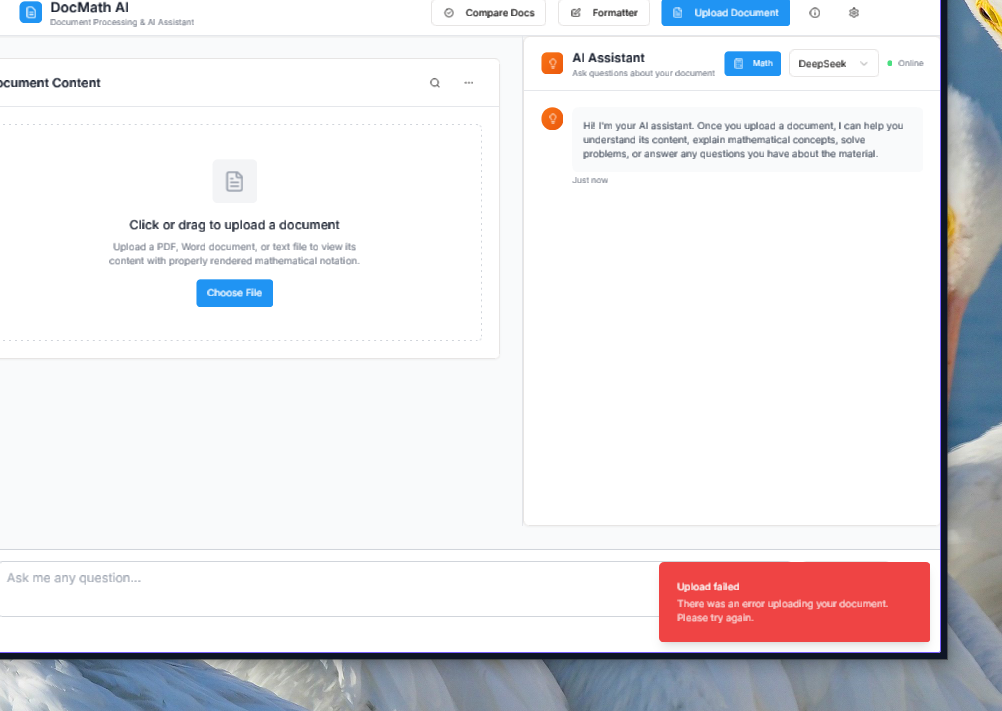 DocMath AI
Document Processing & AI Assistant
Compare Docs
Formatter
Upload Document
ocument Content
Click or drag to upload a document
Upload a PDF, Word document, or text file to view its
content with properly rendered mathematical notation.
Choose File
AI Assistant
Ask questions about your document
Math
DeepSeek
Online
Hi! I'm your AI assistant. Once you upload a document, I can help you
understand its content, explain mathematical concepts, solve
problems, or answer any questions you have about the material.
Just now
Ask me any question...
Upload failed
There was an error uploading your document.
Please try again.